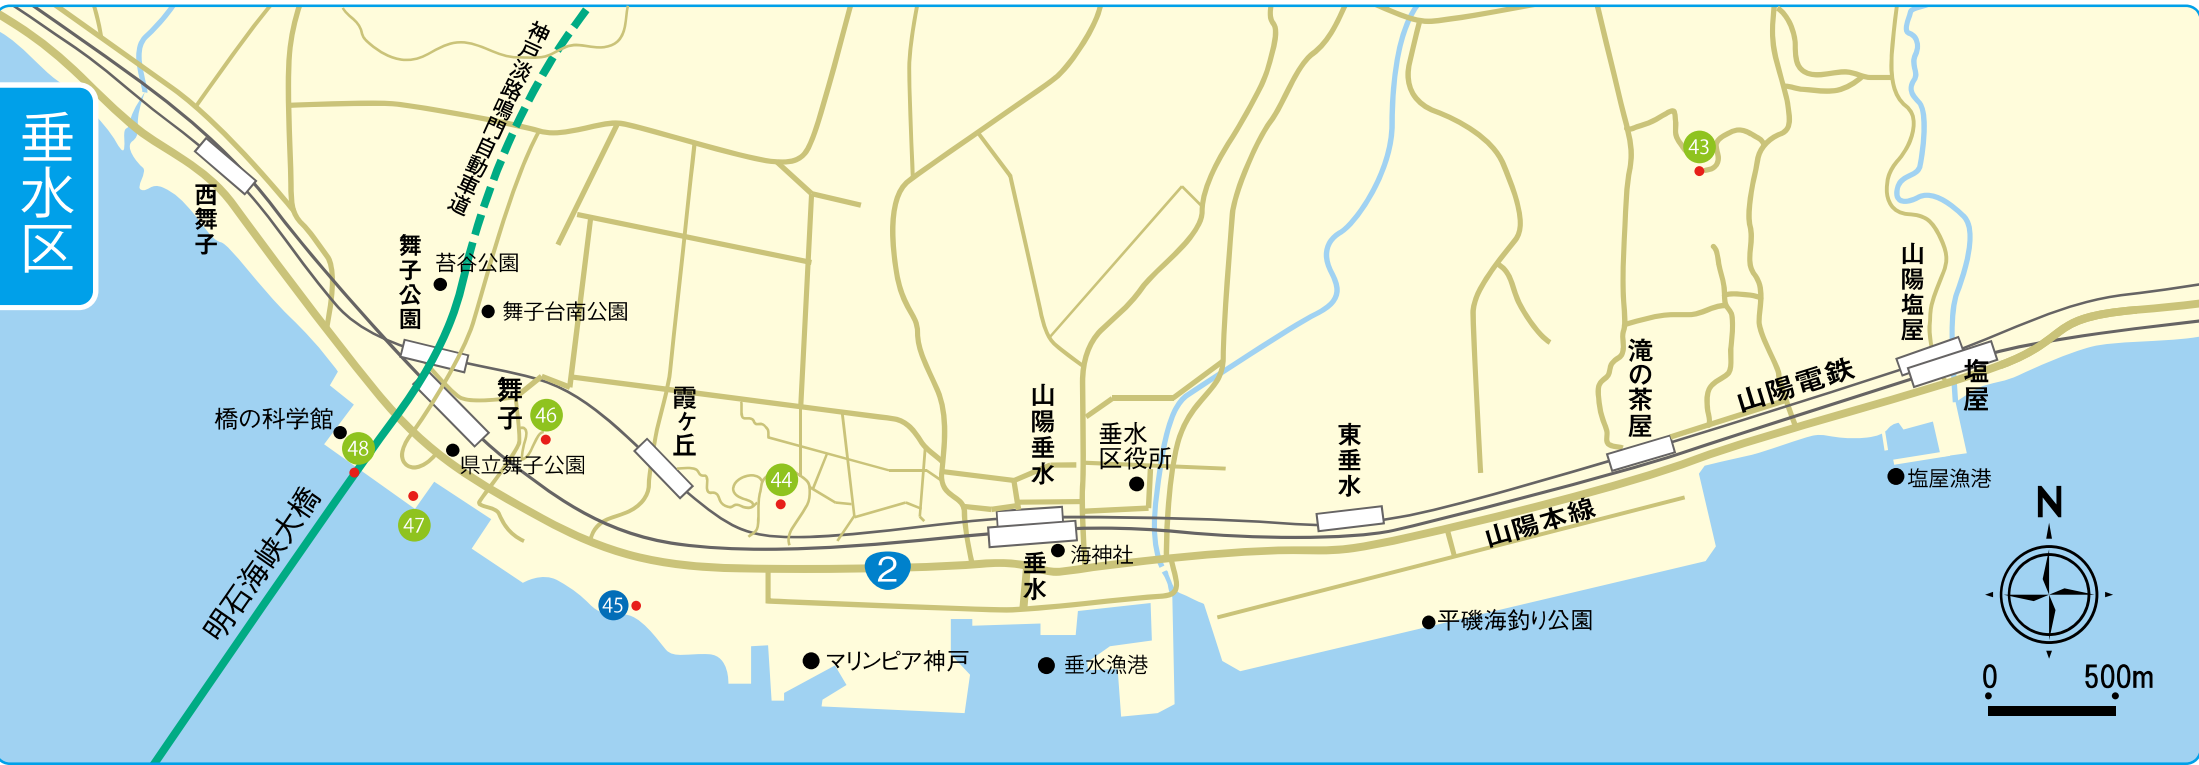 垂水区
神戸淡路鳴門自動車道
西舞子
舞子公園
苔谷公園
舞子台南公園
舞子
46
霞ヶ丘
橋の科学館
48
県立舞子公園
47
明石海峡大橋
45
44
2
山陽垂水
垂水
区役所
垂水
海神社
マリンピア神戸
垂水漁港
東垂水
平磯海釣り公園
山陽本線
43
滝の茶屋
山陽電鉄
山陽塩屋
塩屋
塩屋漁港
N
0 500m